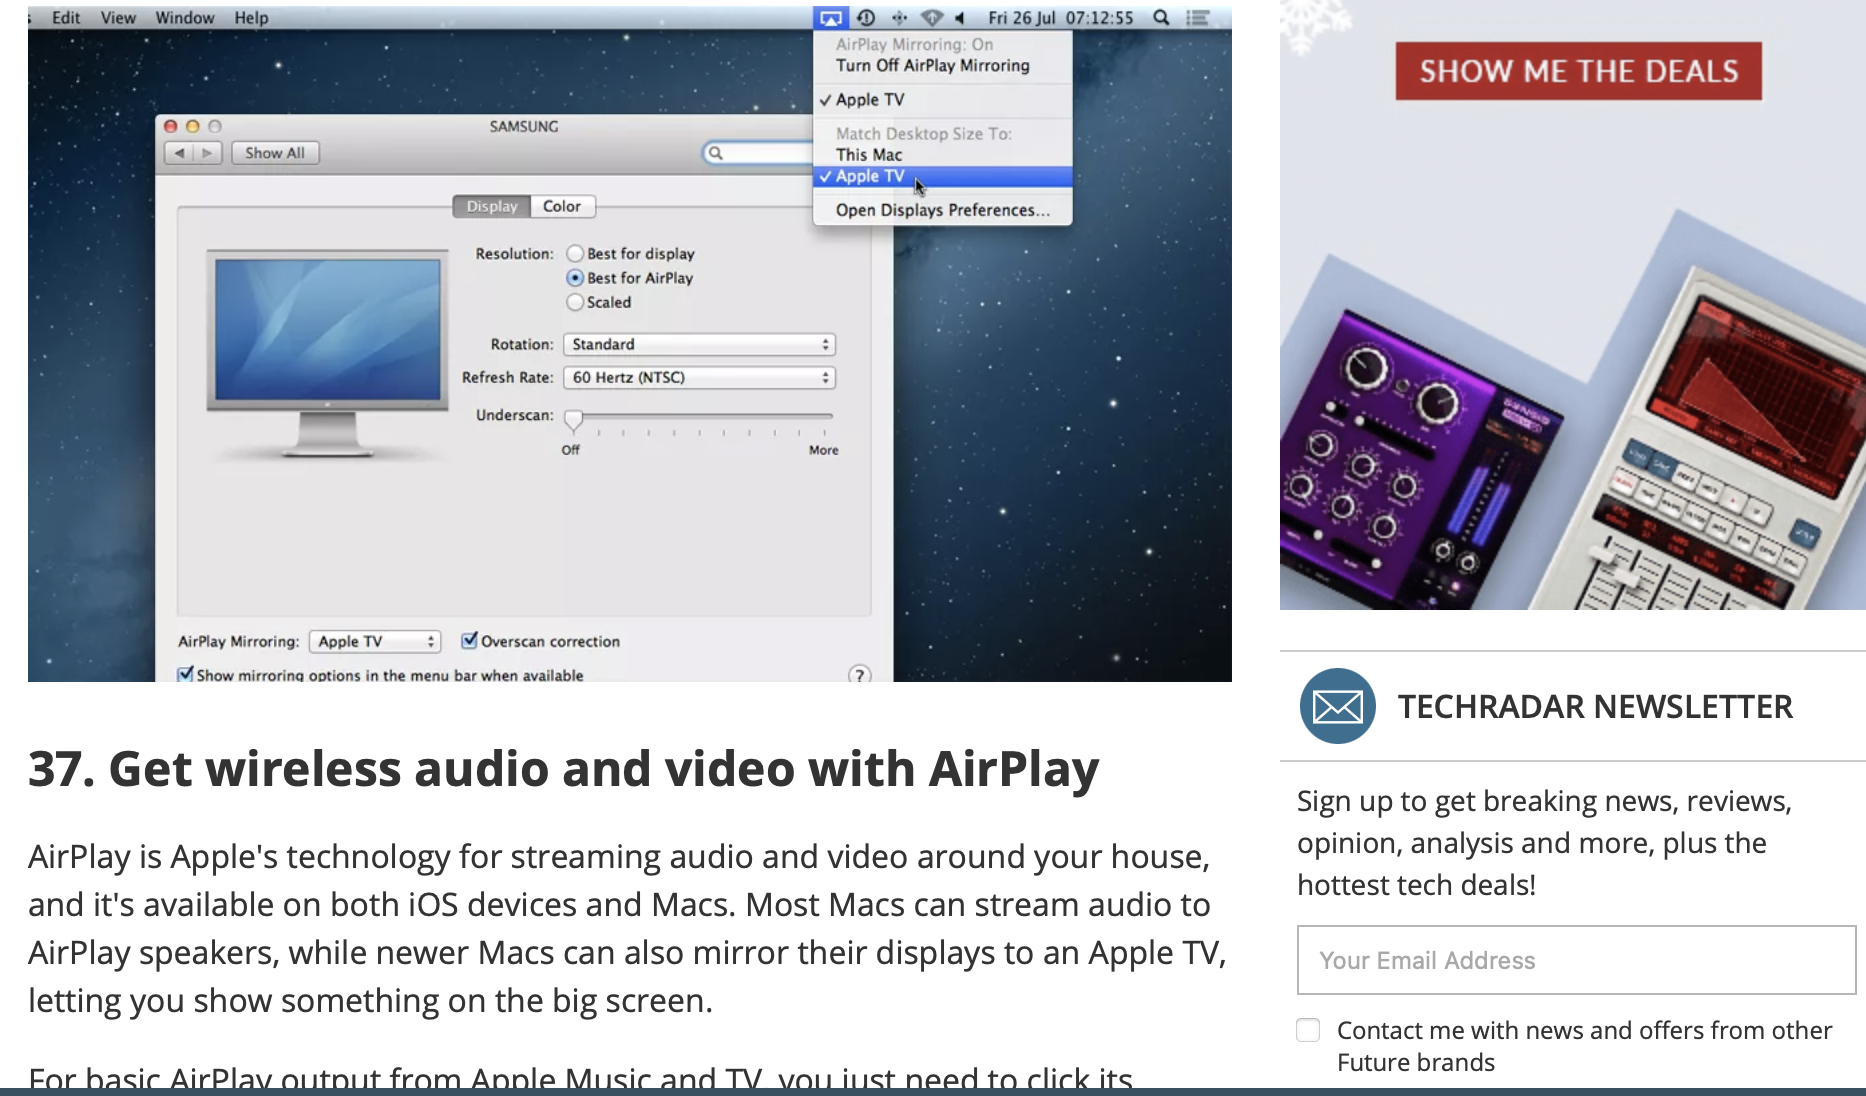 Edit View Window Help
Fri 26 Jul 07:12:55
AirPlay Mirroring: On
Turn Off AirPlay Mirroring
✓ Apple TV
Match Desktop Size To:
This Mac
✓ Apple TV
Open Displays Preferences...
SAMSUNG
Show All
Display Color
Resolution: Best for display
Best for AirPlay
Scaled
Rotation: Standard
Refresh Rate: 60 Hertz (NTSC)
Underscan:
Off More
AirPlay Mirroring: Apple TV Overscan correction
Show mirroring options in the menu bar when available ?
37. Get wireless audio and video with AirPlay
AirPlay is Apple's technology for streaming audio and video around your house,
and it's available on both iOS devices and Macs. Most Macs can stream audio to
AirPlay speakers, while newer Macs can also mirror their displays to an Apple TV,
letting you show something on the big screen.
For basic AirPlay output from Apple Music and TV, you just need to click its
SHOW ME THE DEALS
TECHRADAR NEWSLETTER
Sign up to get breaking news, reviews,
opinion, analysis and more, plus the
hottest tech deals!
Your Email Address
Contact me with news and offers from other
Future brands